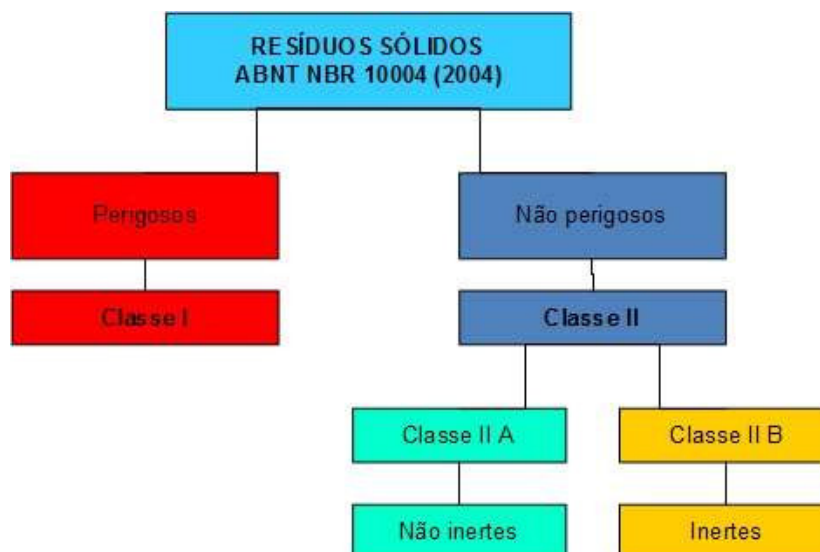 RESÍDUOS SÓLIDOS
ABNT NBR 10004 (2004)
Perigosos
Não perigosos
Classe I
Classe II
Classe II A
Classe II B
Não inertes
Inertes